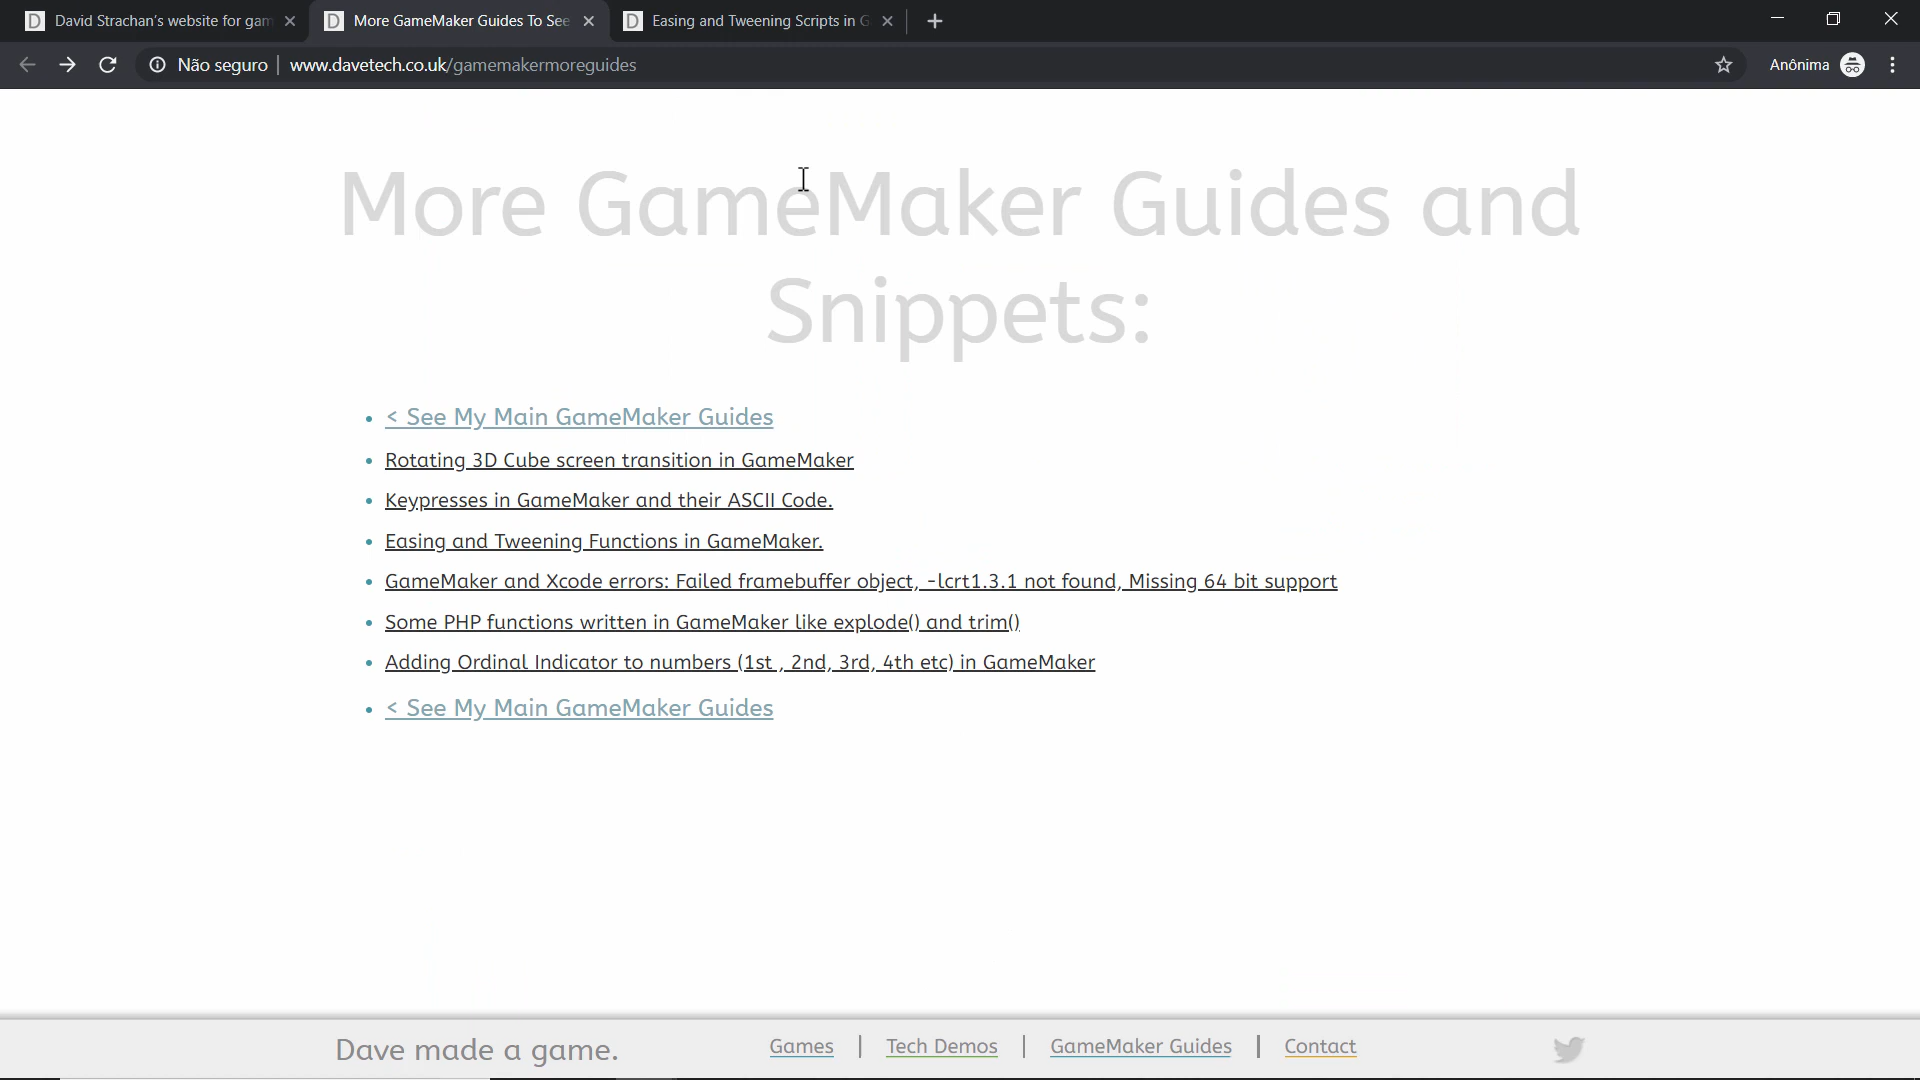 David Strachan's website for gam
More GameMaker Guides To See
Easing and Tweening Scripts in G
Não seguro | www.davetech.co.uk/gamemakermoreguides
Anônima
More GameMaker Guides and
Snippets:
< See My Main GameMaker Guides
Rotating 3D Cube screen transition in GameMaker
Keypresses in GameMaker and their ASCII Code.
Easing and Tweening Functions in GameMaker.
GameMaker and Xcode errors: Failed framebuffer object, -lcrt1.3.1 not found, Missing 64 bit support
Some PHP functions written in GameMaker like explode() and trim()
Adding Ordinal Indicator to numbers (1st , 2nd, 3rd, 4th etc) in GameMaker
< See My Main GameMaker Guides
Dave made a game.
Games | Tech Demos | GameMaker Guides | Contact